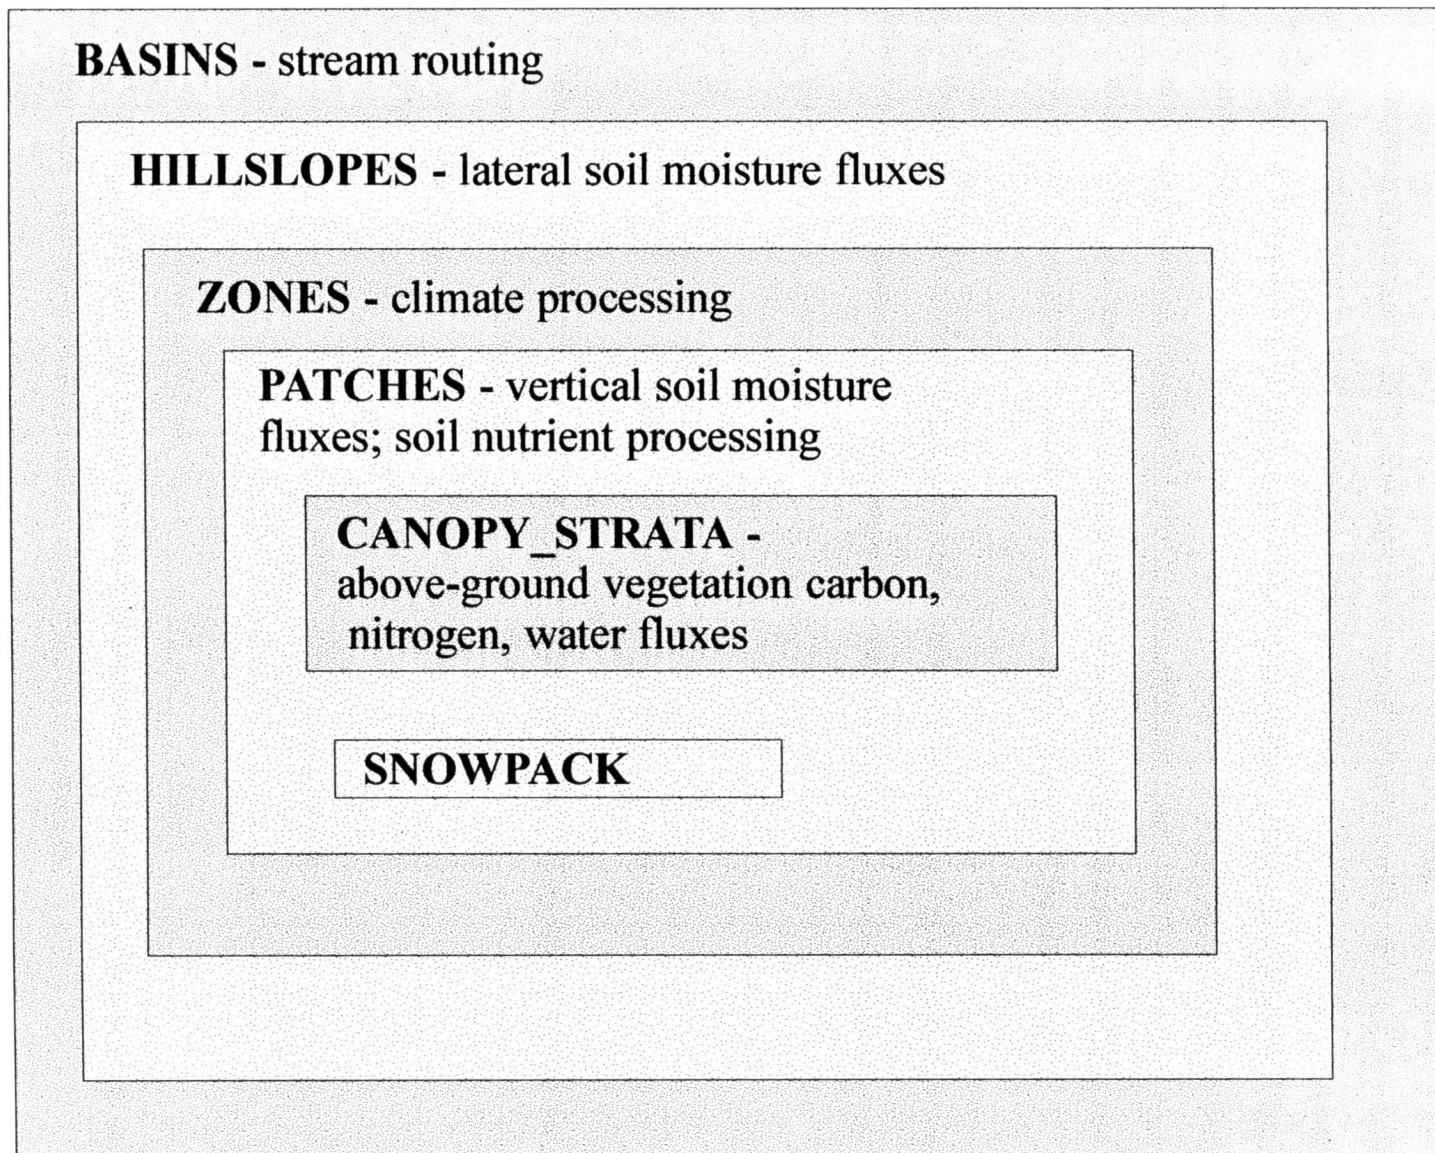 BASINS - stream routing
HILLSLOPES - lateral soil moisture fluxes
ZONES - climate processing
PATCHES - vertical soil moisture
fluxes; soil nutrient processing
CANOPY_STRATA -
above-ground vegetation carbon,
nitrogen, water fluxes
SNOWPACK